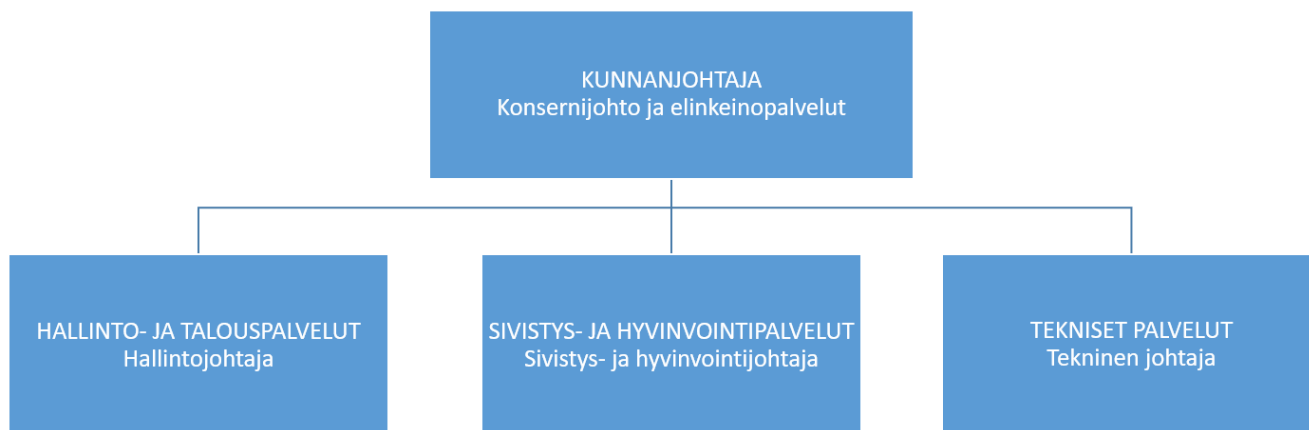 KUNNANJOHTAJA
Konsernijohto ja elinkeinopalvelut
HALLINTO- JA TALOUSPALVELUT
Hallintojohtaja
SIVISTYS- JA HYVINVOINTIPALVELUT
Sivistys- ja hyvinvointijohtaja
TEKNISET PALVELUT
Tekninen johtaja